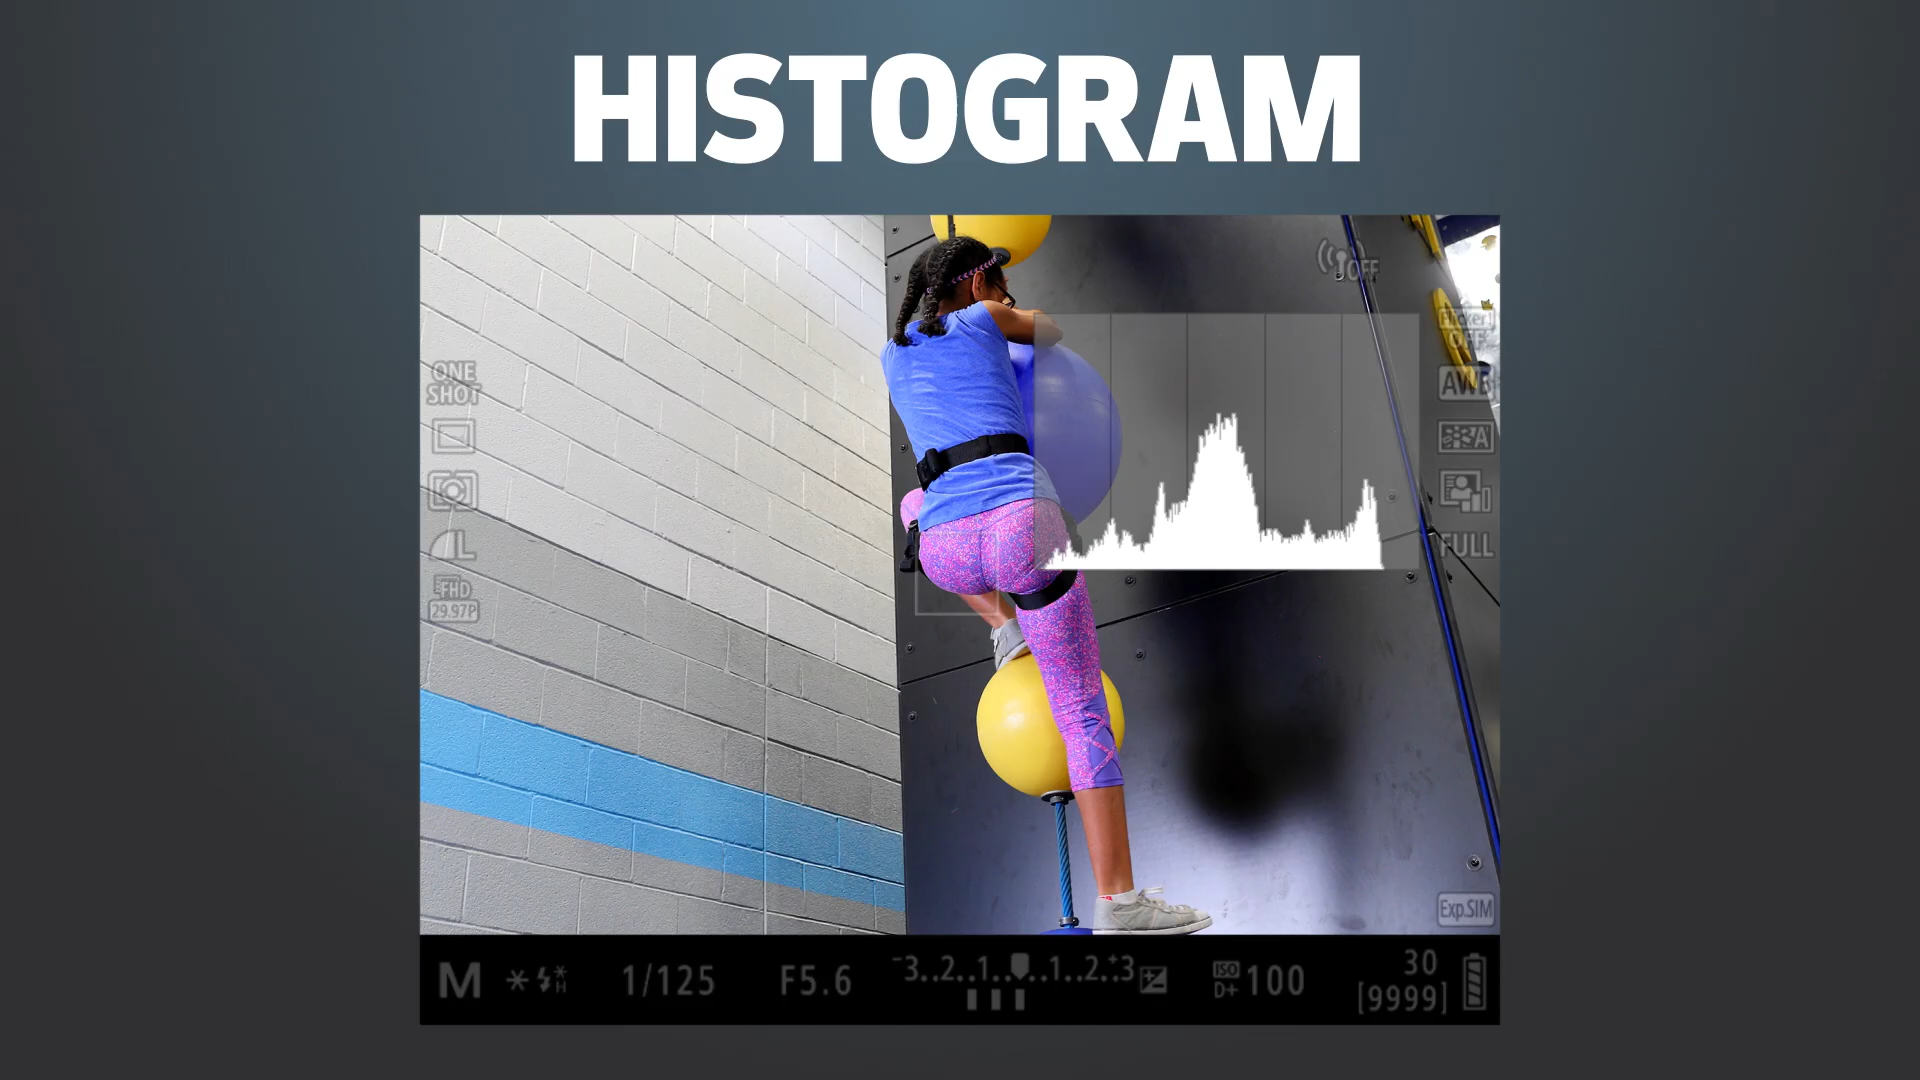 HISTOGRAM
OFF
Flicker!
OFF
ONE
SHOT
AWB
A
L
FULL
FHD
29.97P
Exp.SIM
M
H
1/125
F5.6
-3..2..1..
..1..2..+3
ISO
D+
100
30
[9999]